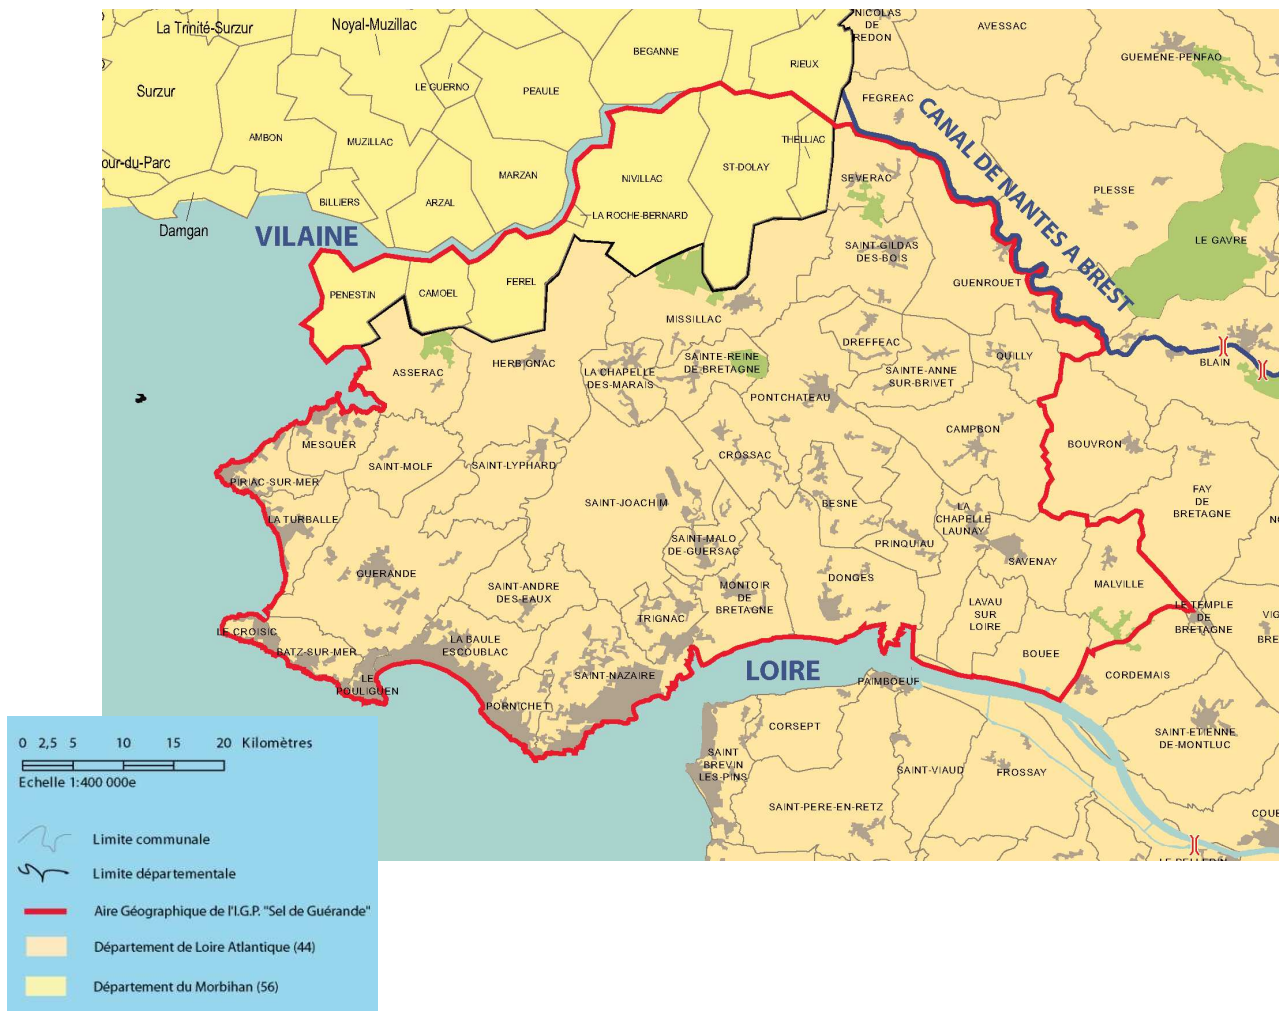 La Trinité-Surzur
Noyal-Muzillac
NICOLAS
DE
REDON
AVESSAC
BEGANNE
RIEUX
GUEMENE-PENFAO
Surzur
LE GUERNO
PEAULE
FEGREAC
CANAL DE NANTES A BREST
AMBON
MUZILLAC
THELLIAC
our-du-Parc
MARZAN
NIVILLAC
ST-DOLAY
SEVERAC
PLESSE
BILLIERS
ARZAL
LA ROCHE-BERNARD
Damgan
VILAINE
SAINT-GILDAS
DES-BOIS
LE GAVRE
PENESTIN
CAMOEL
FEREL
GUENROUET
MISSILLAC
ASSERAC
HERBIGNAC
LA CHAPELLE
DES-MARAIS
SAINTE-REINE
DE-BRETAGNE
DREFFEAC
SAINTE-ANNE
SUR-BRIVET
QUILLY
BLAIN
PONTCHATEAU
MESQUER
SAINT-MOLF
SAINT-LYPHARD
CROSSAC
CAMPBON
BOUVRON
PIRIAC-SUR-MER
LA TURBALLE
SAINT-JOACHIM
BESNE
LA
CHAPELLE
LAUNAY
FAY
DE
BRETAGNE
NO
SAINT-MALO
DE-GUERSAC
PRINQUIAU
SAVENAY
GUERANDE
SAINT-ANDRE
DES-EAUX
MONTOIR
DE
BRETAGNE
DONGES
MALVILLE
LAVAU
SUR
LOIRE
LE TEMPLE
DE
BRETAGNE
VIG
BRE
TRIGNAC
LE CROISIC
BATZ-SUR-MER
LA BAULE
ESCOUBLAC
BOUEE
LE
POULIGUEN
SAINT-NAZAIRE
LOIRE
PAIMBOEUF
CORDEMAIS
PORNICHET
CORSEPT
SAINT-ETIENNE
DE-MONTLUC
SAINT
BREVIN
LES-PINS
SAINT-VIAUD
FROSSAY
SAINT-PERE-EN-RETZ
COUE
LE PELLERIN
0 2,5 5 10 15 20 Kilomètres
Echelle 1:400 000e
Limite communale
Limite départementale
Aire Géographique de l'I.G.P. "Sel de Guérande"
Département de Loire Atlantique (44)
Département du Morbihan (56)